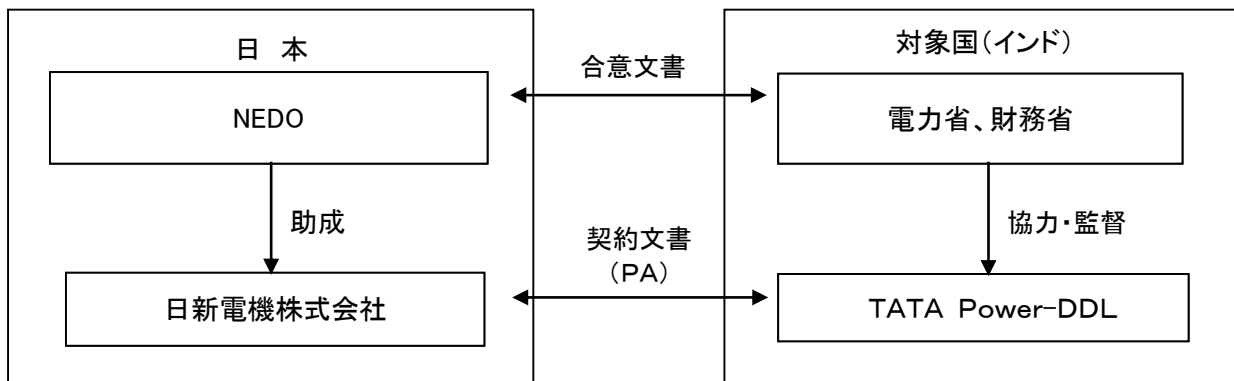 日 本
NEDO
助成
日新電機株式会社
合意文書
契約文書
（PA）
対象国（インド）
電力省、財務省
協力・監督
TATA Power-DDL